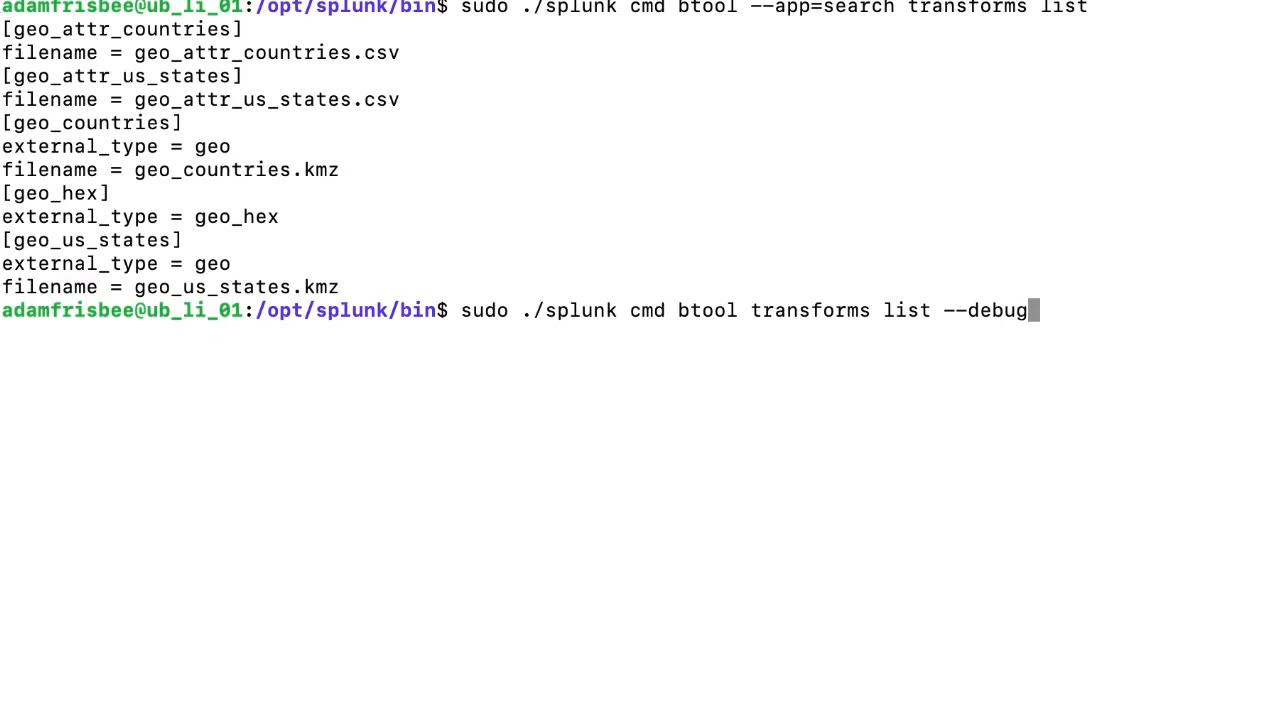 adamfrisbee@ub_li_01:/opt/splunk/bin$ sudo ./splunk cmd btool --app=search transforms list
[geo_attr_countries]
filename = geo_attr_countries.csv
[geo_attr_us_states]
filename = geo_attr_us_states.csv
[geo_countries]
external_type = geo
filename = geo_countries.kmz
[geo_hex]
external_type = geo_hex
[geo_us_states]
external_type = geo
filename = geo_us_states.kmz
adamfrisbee@ub_li_01:/opt/splunk/bin$ sudo ./splunk cmd btool transforms list --debug